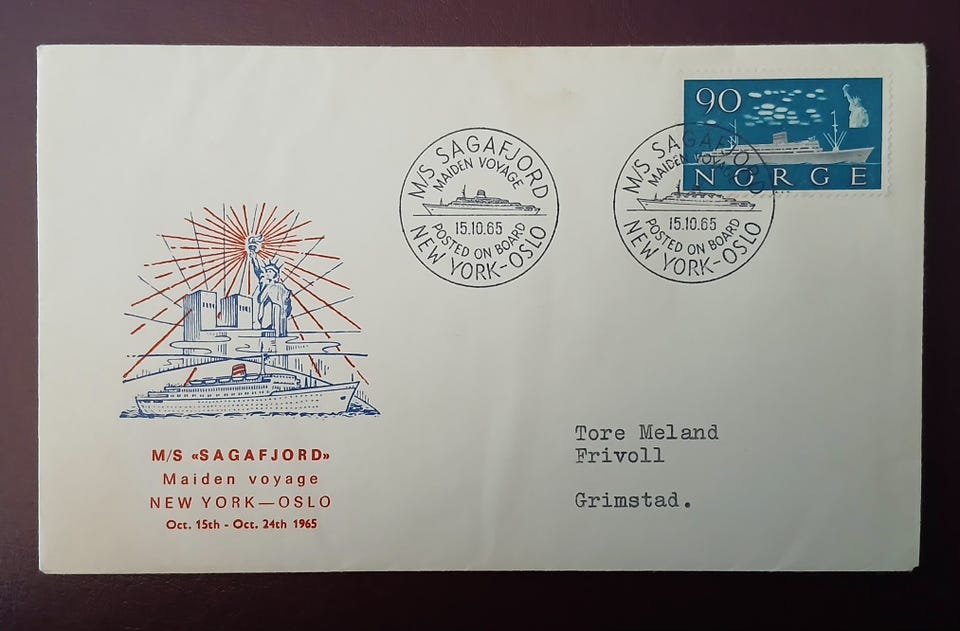 90
NORGE
M/S. SAGAFJORD
MAIDEN VOYAGE
15.10.65
POSTED ON BOARD
NEW YORK-OSLO
M/S. SAGAFJORD
MAIDEN VOYAGE
15.10.65
POSTED ON BOARD
NEW YORK-OSLO
M/S «SAGAFJORD»
Maiden voyage
NEW YORK—OSLO
Oct. 15th - Oct. 24th 1965
Tore Meland
Frivoll
Grimstad.